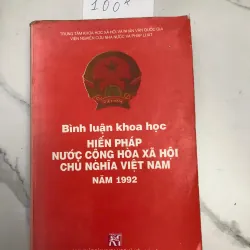 100K
TRUNG TÂM KHOA HỌC XÃ HỘI VÀ NHÂN VĂN QUỐC GIA
VIỆN NGHIÊN CỨU NHÀ NƯỚC VÀ PHÁP LUẬT
Bình luận khoa học
HIẾN PHÁP
NƯỚC CỘNG HÒA XÃ HỘI
CHỦ NGHĨA VIỆT NAM
NĂM 1992